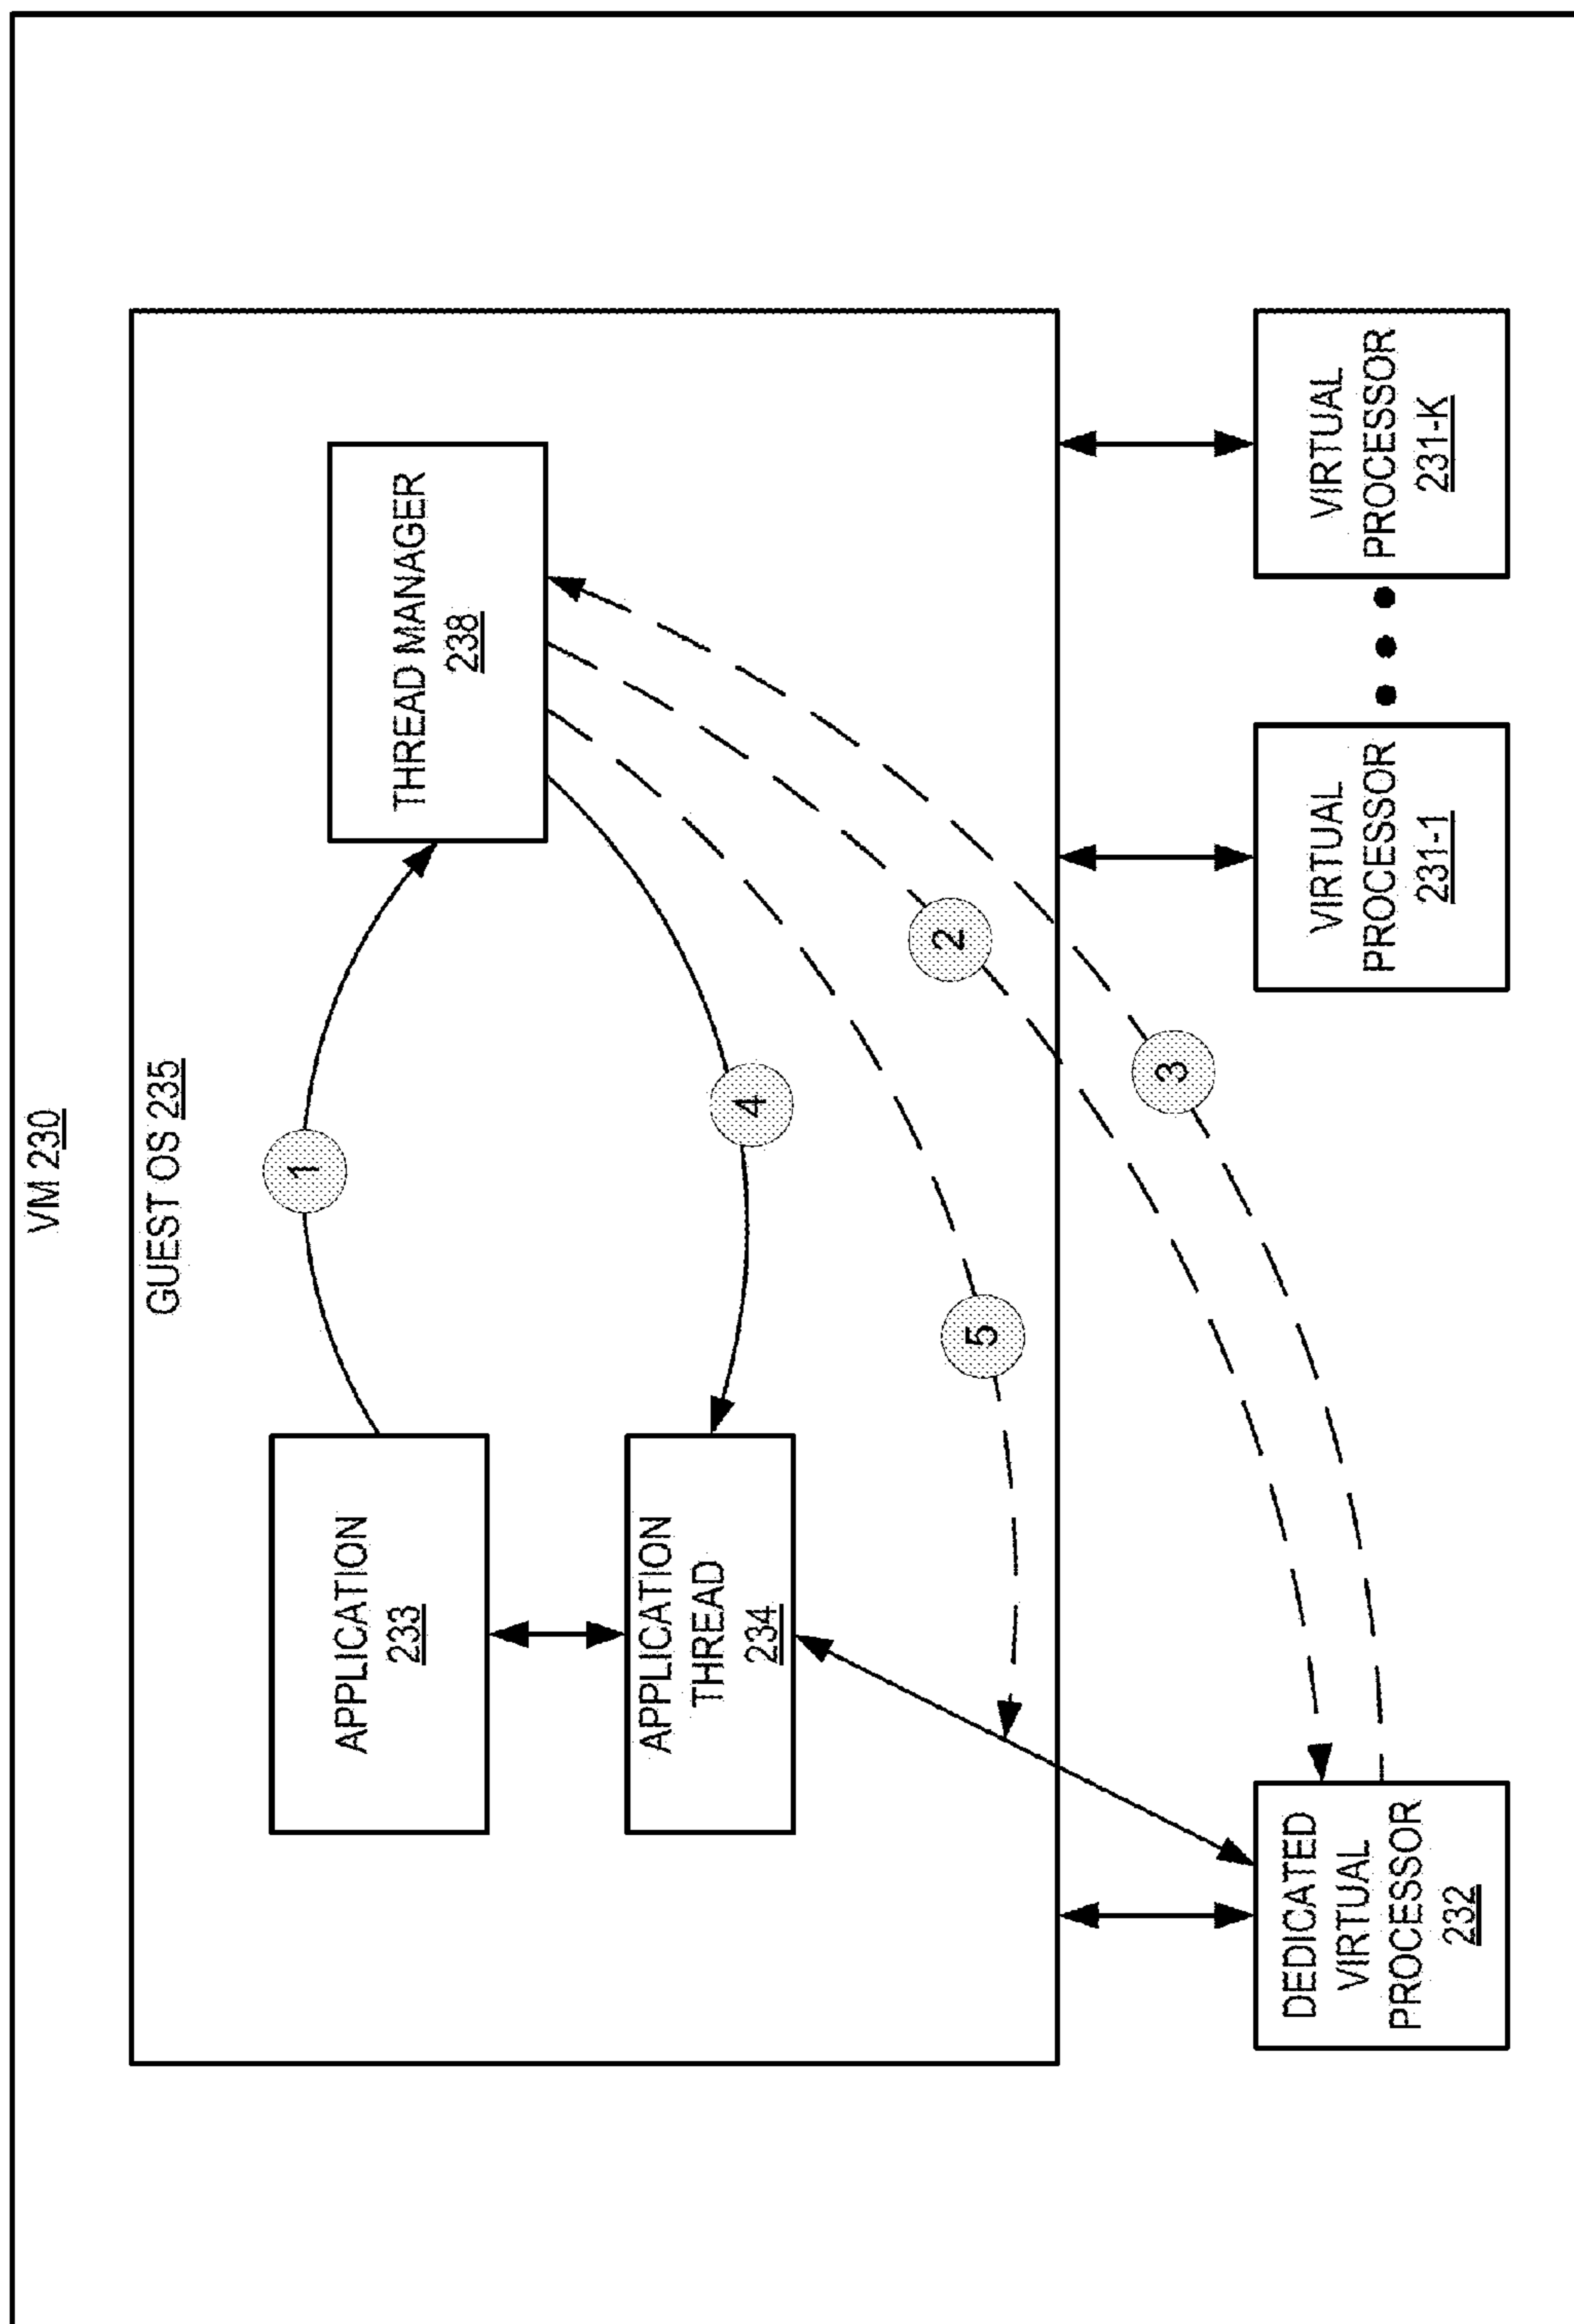 VM 230
GUEST OS 235
APPLICATION
233
1
THREAD MANAGER
238
APPLICATION
THREAD
234
4
5
2
3
DEDICATED
VIRTUAL
PROCESSOR
232
VIRTUAL
PROCESSOR
231-1
VIRTUAL
PROCESSOR
231-K